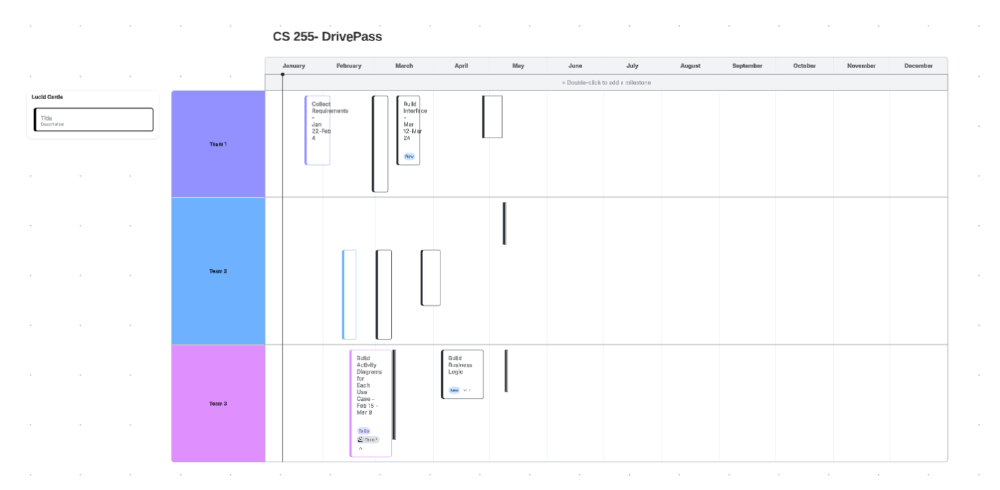 CS 255- DrivePass
January February March April May June July August September October November December
+ Double-click to add a milestone
Lucid Cards
Title
Description
Team 1
Collect
Requirements
-
Jan
22-Feb
4
Build
Interface
-
Mar
12-Mar
24
New
Team 2
Team 3
Build
Activity
Diagrams
for
Each
Use
Case -
Feb 15 -
Mar 9
To Do
Build
Business
Logic
New
1